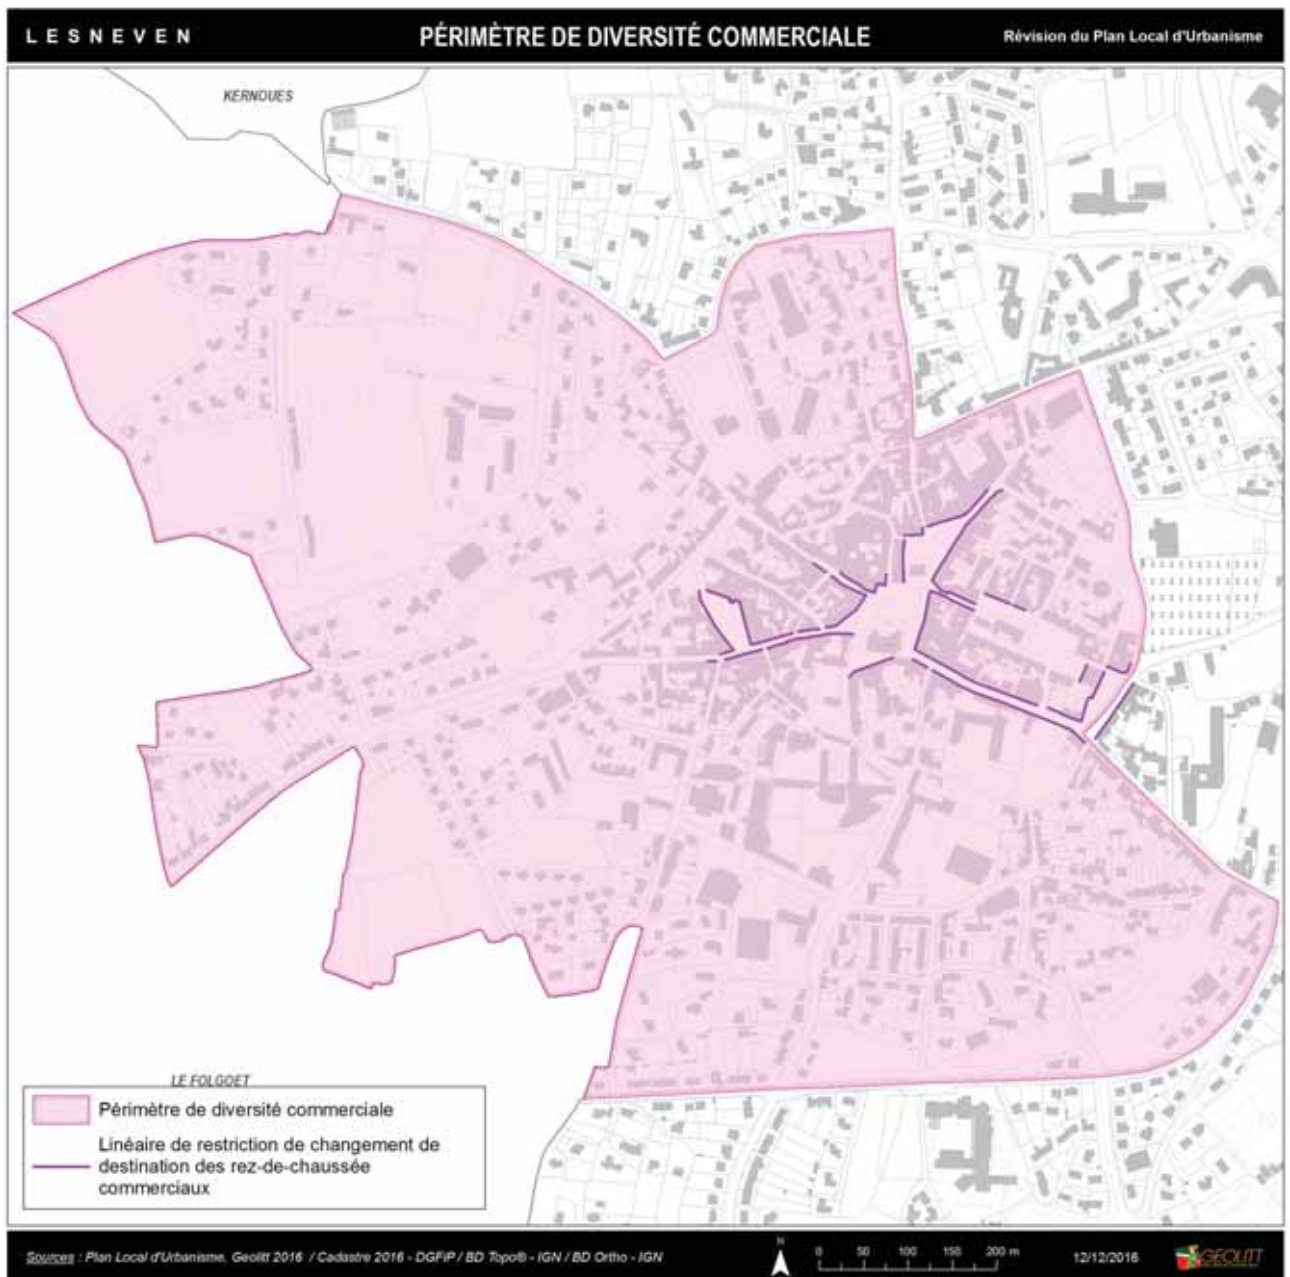 LESNEVEN
PÉRIMÈTRE DE DIVERSITÉ COMMERCIALE
Révision du Plan Local d'Urbanisme
KERNOUES
LE FOLGOET
Périmètre de diversité commerciale
Linéaire de restriction de changement de
destination des rez-de-chaussée
commerciaux
Sources : Plan Local d'Urbanisme, Geolitt 2016 / Cadastre 2016 - DGFiP / BD Topo® - IGN / BD Ortho - IGN
N
0 50 100 150 200 m
12/12/2016
GEOLITT